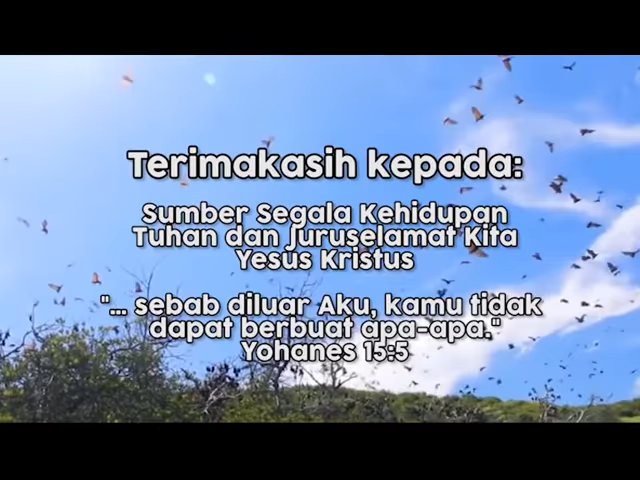 Terimakasih kepada:
Sumber Segala Kehidupan
Tuhan dan Juruselamat Kita
Yesus Kristus
"... sebab diluar Aku, kamu tidak
dapat berbuat apa-apa."
Yohanes 15:5